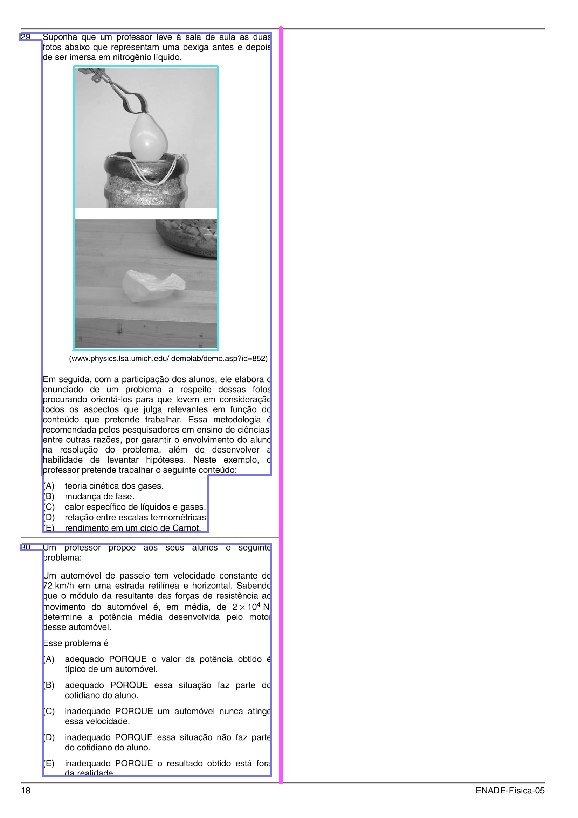 29 Suponha que um professor leve à sala de aula as duas
fotos abaixo que representam uma bexiga antes e depois
de ser imersa em nitrogênio líquido.
(www.physics.lsa.umich.edu/demolab/demo.asp?id=852)
Em seguida, com a participação dos alunos, ele elabora o
enunciado de um problema a respeito dessas fotos
procurando orientá-los para que levem em consideração
todos os aspectos que julga relevantes em função do
conteúdo que pretende trabalhar. Essa metodologia é
recomendada pelos pesquisadores em ensino de ciências,
entre outras razões, por garantir o envolvimento do aluno
na resolução do problema, além de desenvolver a
habilidade de levantar hipóteses. Neste exemplo, o
professor pretende trabalhar o seguinte conteúdo:
(A) teoria cinética dos gases.
(B) mudança de fase.
(C) calor específico de líquidos e gases.
(D) relação entre escalas termométricas.
(E) rendimento em um ciclo de Carnot.
30 Um professor propõe aos seus alunos o seguinte
problema:
Um automóvel de passeio tem velocidade constante de
72 km/h em uma estrada retilínea e horizontal. Sabendo
que o módulo da resultante das forças de resistência ao
movimento do automóvel é, em média, de 2 × 10⁴ N,
determine a potência média desenvolvida pelo motor
desse automóvel.
Esse problema é
(A) adequado PORQUE o valor da potência obtido é
típico de um automóvel.
(B) adequado PORQUE essa situação faz parte do
cotidiano do aluno.
(C) inadequado PORQUE um automóvel nunca atinge
essa velocidade.
(D) inadequado PORQUE essa situação não faz parte
do cotidiano do aluno.
(E) inadequado PORQUE o resultado obtido está fora
da realidade.
18 ENADE-Física-05